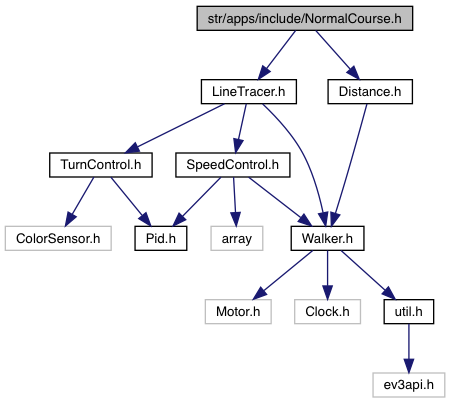 str/apps/include/NormalCourse.h
LineTracer.h
Distance.h
TurnControl.h
SpeedControl.h
ColorSensor.h
Pid.h
array
Walker.h
Motor.h
Clock.h
util.h
ev3api.h